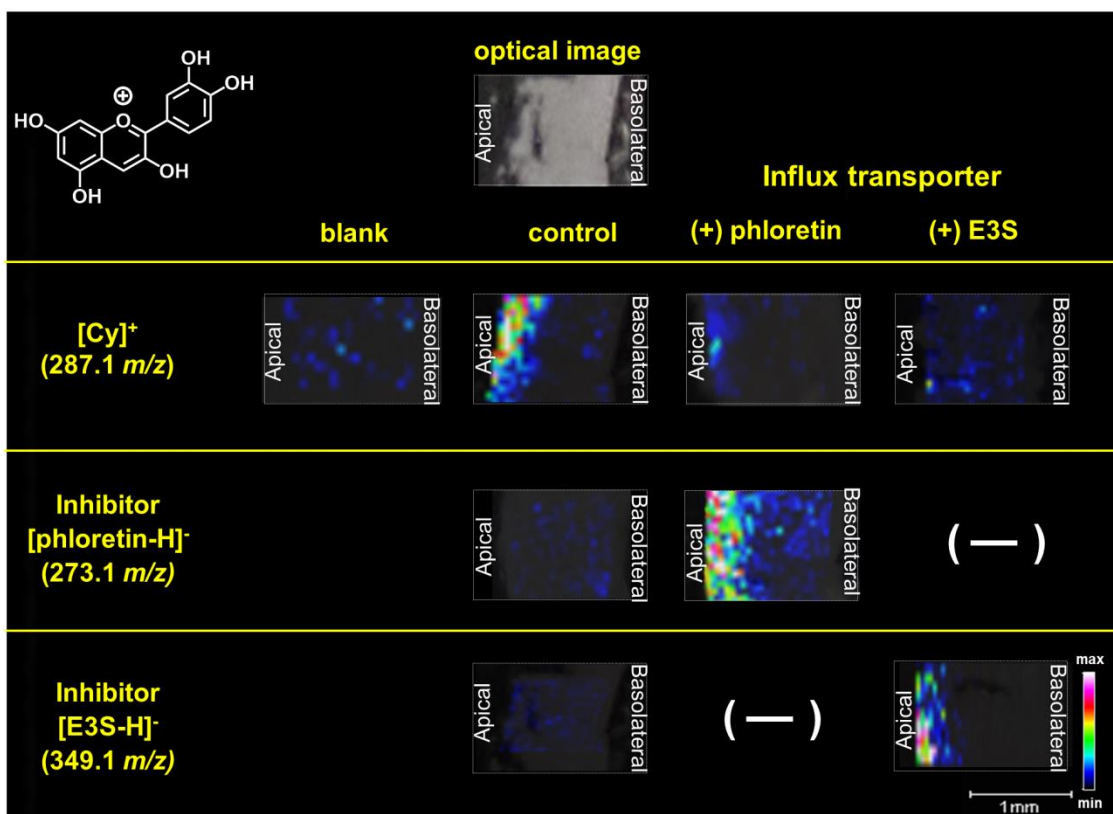 OH
OH
⊕
HO
O
OH
OH
optical image
Apical
Basolateral
Influx transporter
blank
control
(+) phloretin
(+) E3S
[Cy]⁺
(287.1 m/z)
Apical
Basolateral
Apical
Basolateral
Apical
Basolateral
Apical
Basolateral
Inhibitor
[phloretin-H]⁻
(273.1 m/z)
Apical
Basolateral
Apical
Basolateral
( — )
Inhibitor
[E3S-H]⁻
(349.1 m/z)
Apical
Basolateral
( — )
Apical
Basolateral
max
min
1mm